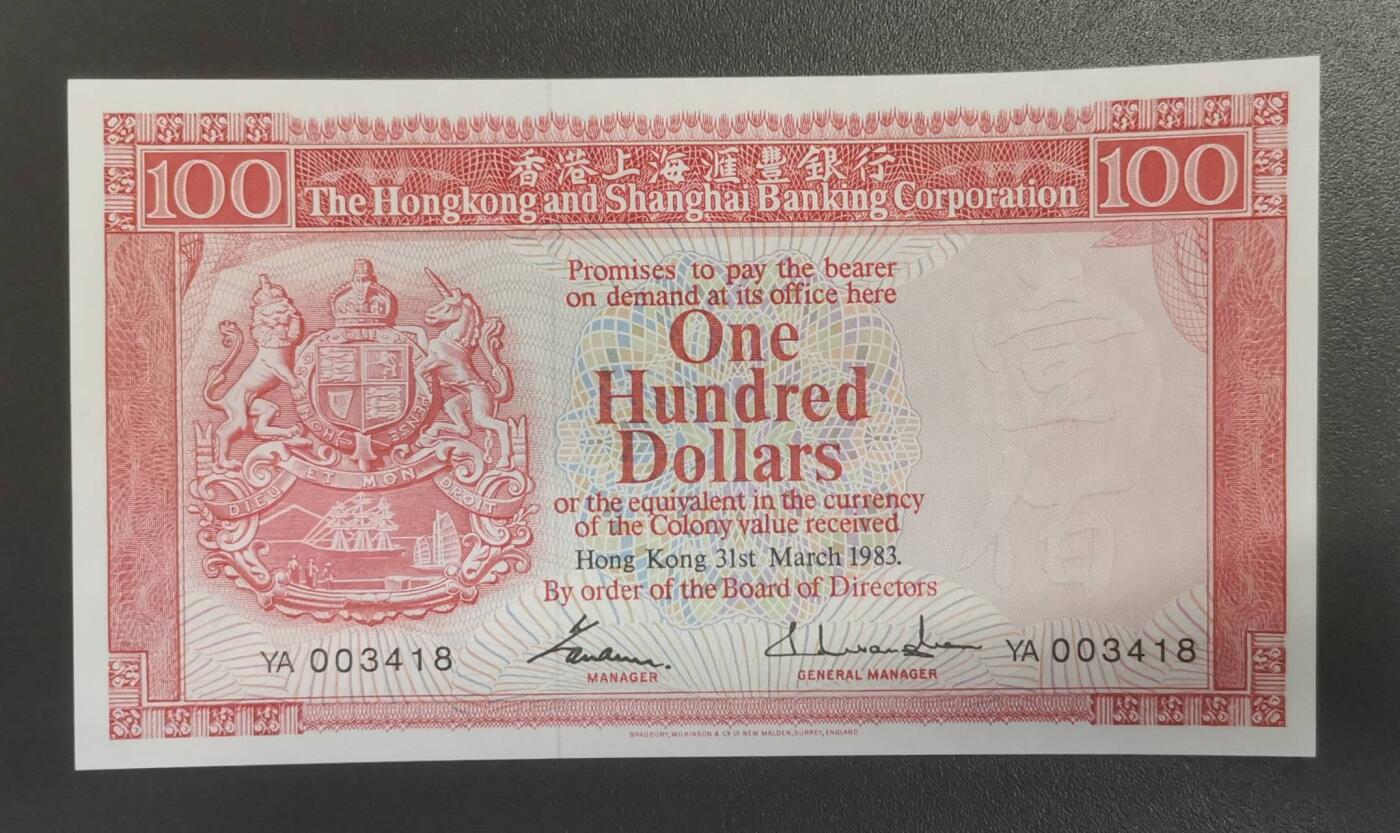 香港上海滙豐銀行
100 The Hongkong and Shanghai Banking Corporation 100
Promises to pay the bearer
on demand at its office here
One
Hundred
Dollars
or the equivalent in the currency
of the Colony value received
Hong Kong 31st March 1983.
By order of the Board of Directors
壹
佰
DIEU ET MON DROIT
YA 003418
MANAGER
GENERAL MANAGER
YA 003418
BRADBURY, WILKINSON & Co. Ld. NEW MALDEN, SURREY, ENGLAND